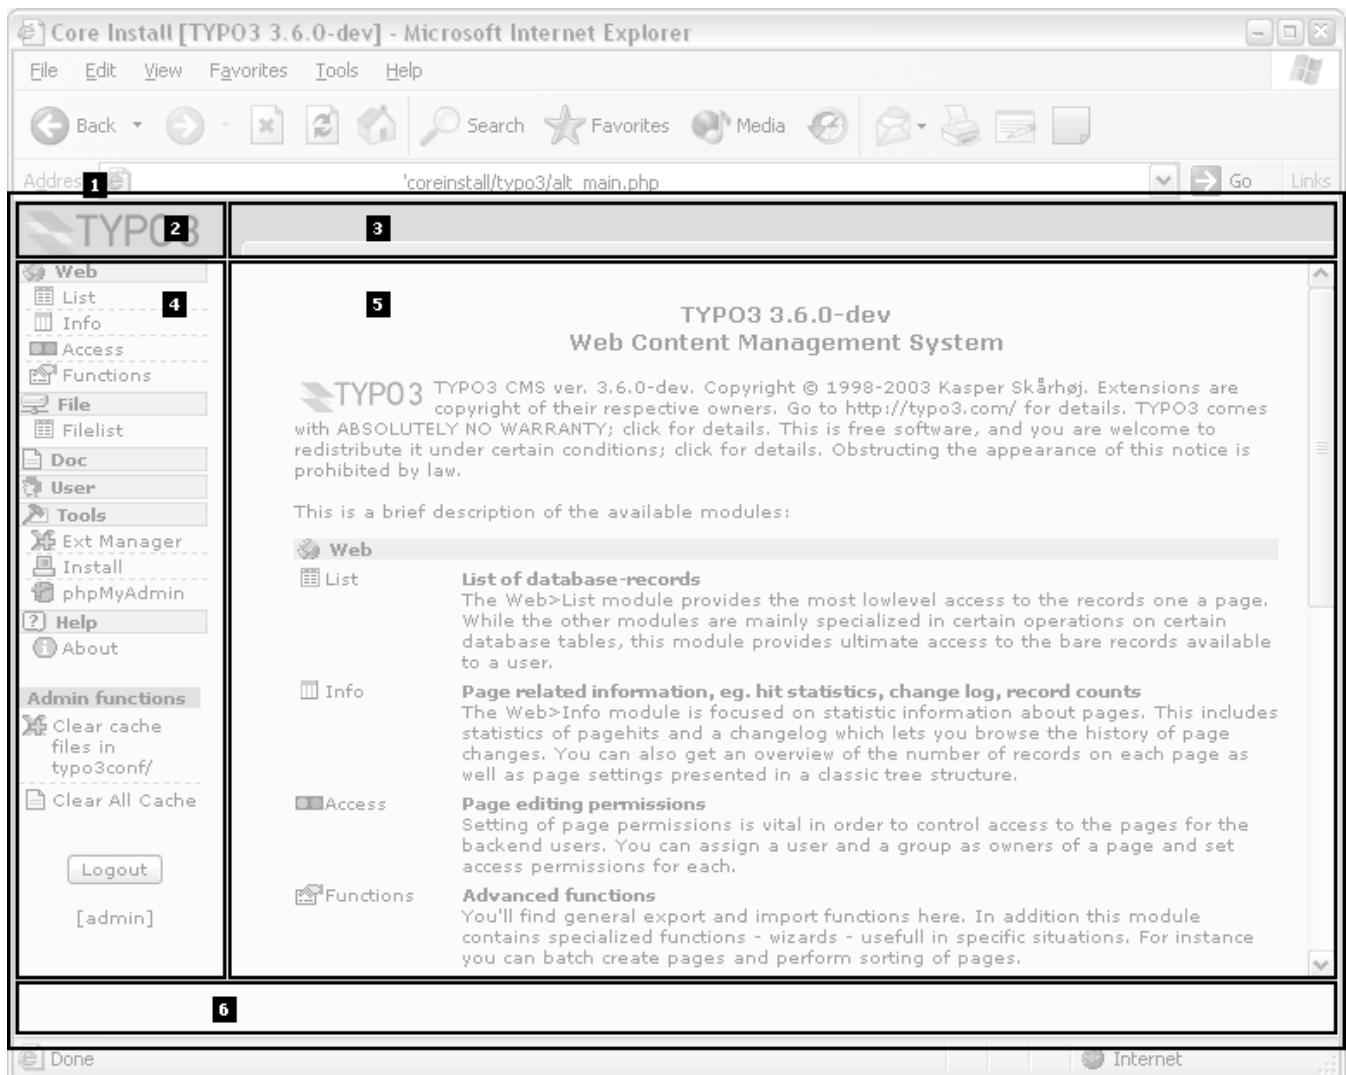 Core Install [TYPO3 3.6.0-dev] - Microsoft Internet Explorer
File Edit View Favorites Tools Help
Back Search Favorites Media
Address 'coreinstall/typo3/alt_main.php Go Links
1
TYPO3 2 3
Web
List 4 5
Info
Access
Functions
File
Filelist
Doc
User
Tools
Ext Manager
Install
phpMyAdmin
Help
About
Admin functions
Clear cache
files in
typo3conf/
Clear All Cache
Logout
[admin]
TYPO3 3.6.0-dev
Web Content Management System
TYPO3 TYPO3 CMS ver. 3.6.0-dev. Copyright © 1998-2003 Kasper Skårhøj. Extensions are
copyright of their respective owners. Go to http://typo3.com/ for details. TYPO3 comes
with ABSOLUTELY NO WARRANTY; click for details. This is free software, and you are welcome to
redistribute it under certain conditions; click for details. Obstructing the appearance of this notice is
prohibited by law.
This is a brief description of the available modules:
Web
List List of database-records
The Web>List module provides the most lowlevel access to the records one a page.
While the other modules are mainly specialized in certain operations on certain
database tables, this module provides ultimate access to the bare records available
to a user.
Info Page related information, eg. hit statistics, change log, record counts
The Web>Info module is focused on statistic information about pages. This includes
statistics of pagehits and a changelog which lets you browse the history of page
changes. You can also get an overview of the number of records on each page as
well as page settings presented in a classic tree structure.
Access Page editing permissions
Setting of page permissions is vital in order to control access to the pages for the
backend users. You can assign a user and a group as owners of a page and set
access permissions for each.
Functions Advanced functions
You'll find general export and import functions here. In addition this module
contains specialized functions - wizards - usefull in specific situations. For instance
you can batch create pages and perform sorting of pages.
6
Done Internet